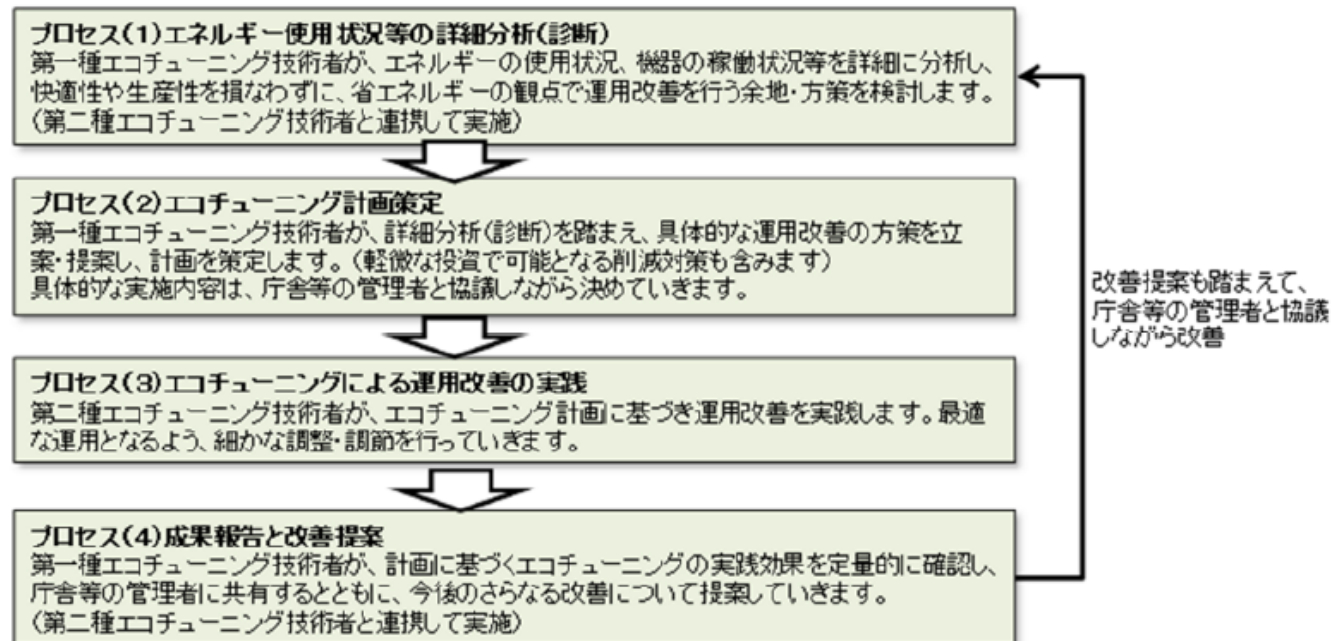 プロセス(1)エネルギー使用状況等の詳細分析(診断)
第一種エコチューニング技術者が、エネルギーの使用状況、機器の稼働状況等を詳細に分析し、
快適性や生産性を損なわずに、省エネルギーの観点で運用改善を行う余地・方策を検討します。
(第二種エコチューニング技術者と連携して実施)
プロセス(2)エコチューニング計画策定
第一種エコチューニング技術者が、詳細分析(診断)を踏まえ、具体的な運用改善の方策を立
案・提案し、計画を策定します。(軽微な投資で可能となる削減対策も含みます)
具体的な実施内容は、庁舎等の管理者と協議しながら決めていきます。
プロセス(3)エコチューニングによる運用改善の実践
第二種エコチューニング技術者が、エコチューニング計画に基づき運用改善を実践します。最適
な運用となるよう、細かな調整・調節を行っていきます。
プロセス(4)成果報告と改善提案
第一種エコチューニング技術者が、計画に基づくエコチューニングの実践効果を定量的に確認し、
庁舎等の管理者に共有するとともに、今後のさらなる改善について提案していきます。
(第二種エコチューニング技術者と連携して実施)
改善提案も踏まえて、
庁舎等の管理者と協議
しながら改善